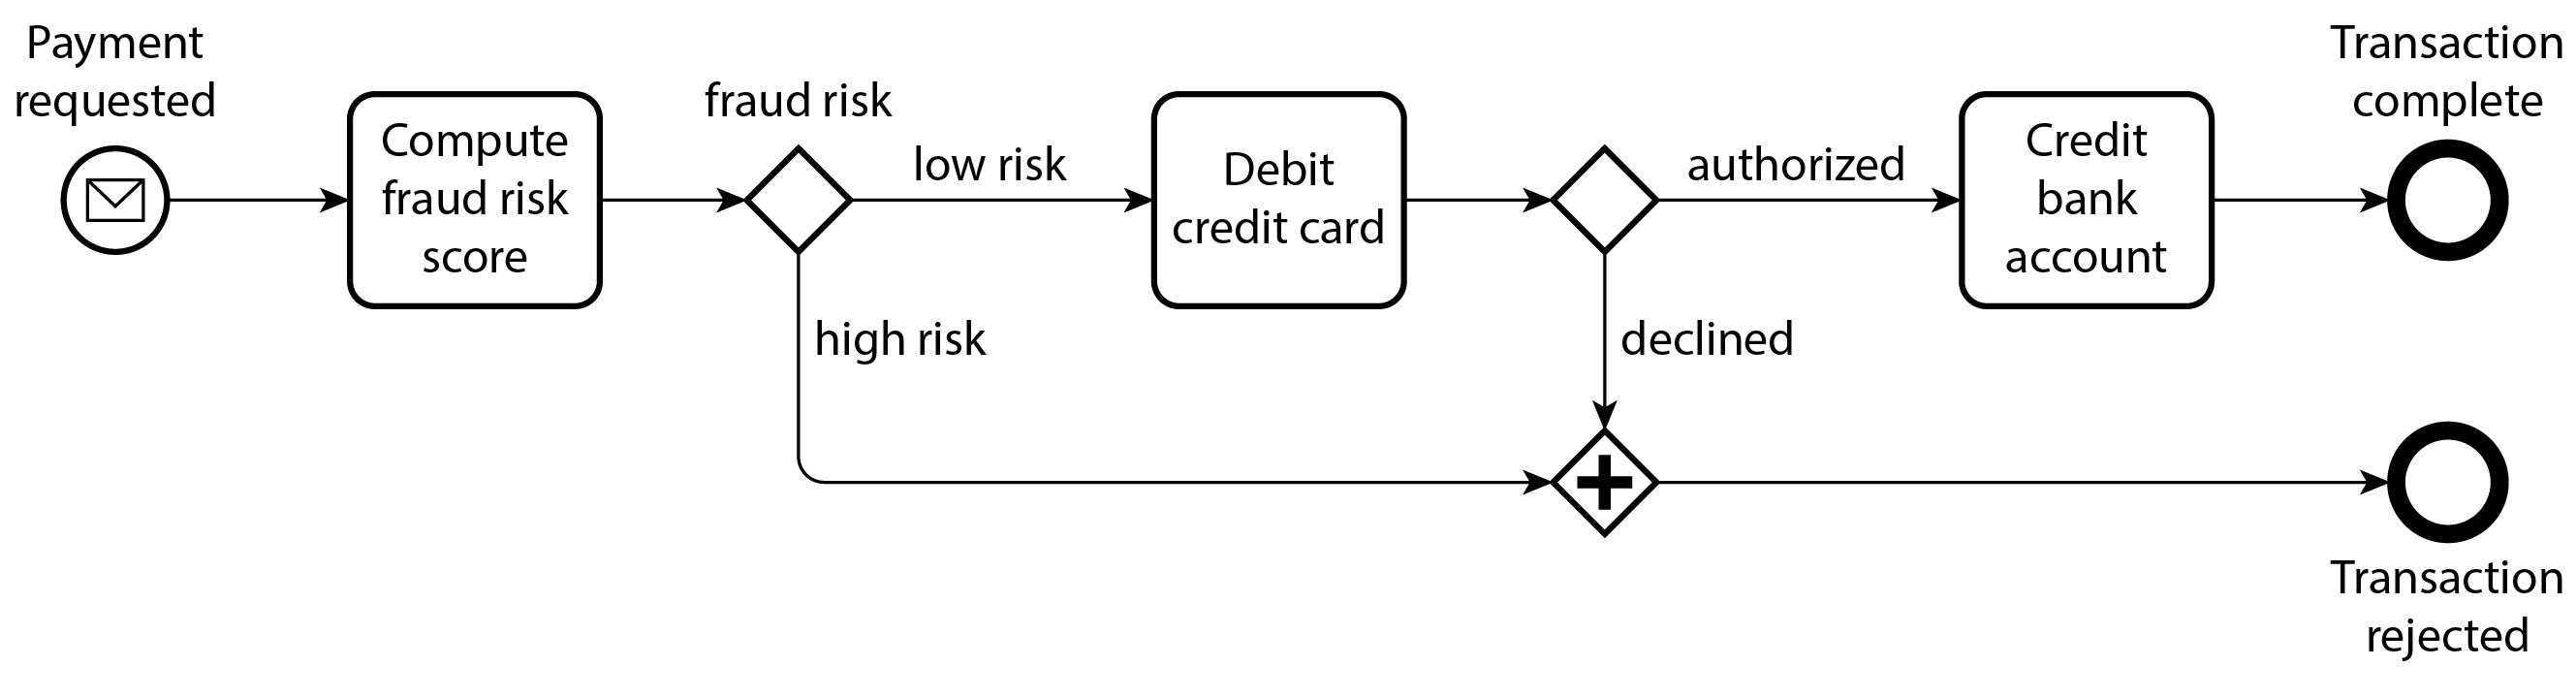 Payment
requested
Compute
fraud risk
score
fraud risk
low risk
high risk
Debit
credit card
authorized
declined
Credit
bank
account
Transaction
complete
Transaction
rejected